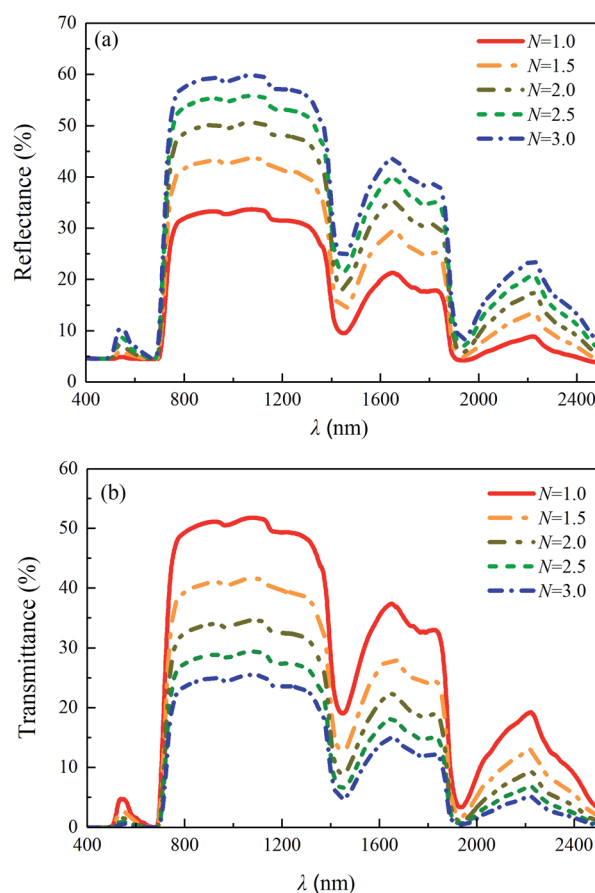 70
60
50
40
30
20
10
0
Reflectance (%)
(a)
N=1.0
N=1.5
N=2.0
N=2.5
N=3.0
400 800 1200 1600 2000 2400
λ (nm)
60
50
40
30
20
10
0
Transmittance (%)
(b)
N=1.0
N=1.5
N=2.0
N=2.5
N=3.0
400 800 1200 1600 2000 2400
λ (nm)